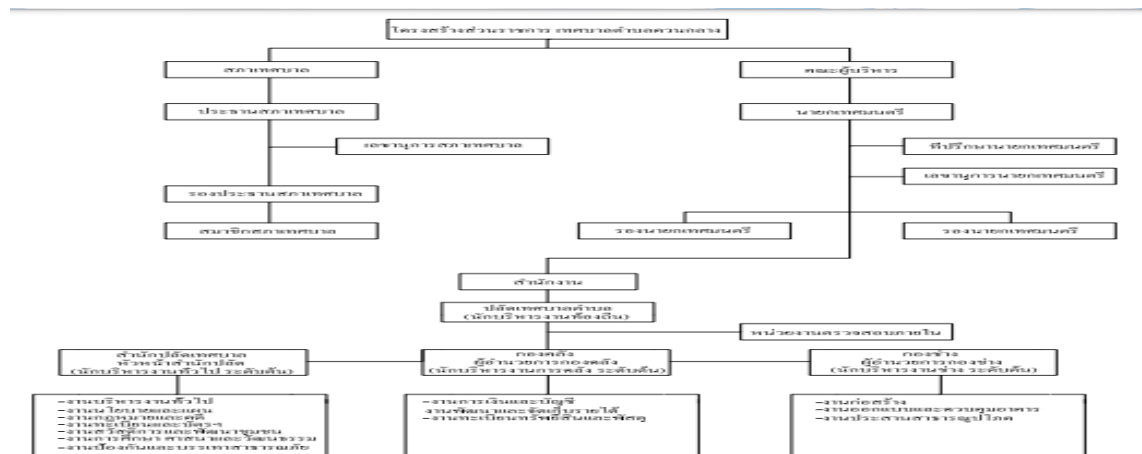 โครงสร้างส่วนราชการ เทศบาลตำบลควนกลาง
สภาเทศบาล
คณะผู้บริหาร
ประธานสภาเทศบาล
นายกเทศมนตรี
เลขานุการสภาเทศบาล
ที่ปรึกษานายกเทศมนตรี
เลขานุการนายกเทศมนตรี
รองประธานสภาเทศบาล
สมาชิกสภาเทศบาล
รองนายกเทศมนตรี
รองนายกเทศมนตรี
สำนักงาน
ปลัดเทศบาลตำบล
(นักบริหารงานท้องถิ่น)
หน่วยงานตรวจสอบภายใน
สำนักปลัดเทศบาล
หัวหน้าสำนักปลัด
(นักบริหารงานทั่วไป ระดับต้น)
กองคลัง
ผู้อำนวยการกองคลัง
(นักบริหารงานการคลัง ระดับต้น)
กองช่าง
ผู้อำนวยการกองช่าง
(นักบริหารงานช่าง ระดับต้น)
-งานบริหารงานทั่วไป
-งานนโยบายและแผน
-งานกฎหมายและคดี
-งานทะเบียนและบัตรฯ
-งานสวัสดิการและพัฒนาชุมชน
-งานการศึกษา ศาสนาและวัฒนธรรม
-งานป้องกันและบรรเทาสาธารณภัย
-งานการเงินและบัญชี
งานพัฒนาและจัดเก็บรายได้
-งานทะเบียนทรัพย์สินและพัสดุ
-งานก่อสร้าง
-งานออกแบบและควบคุมอาคาร
-งานประสานสาธารณูปโภค